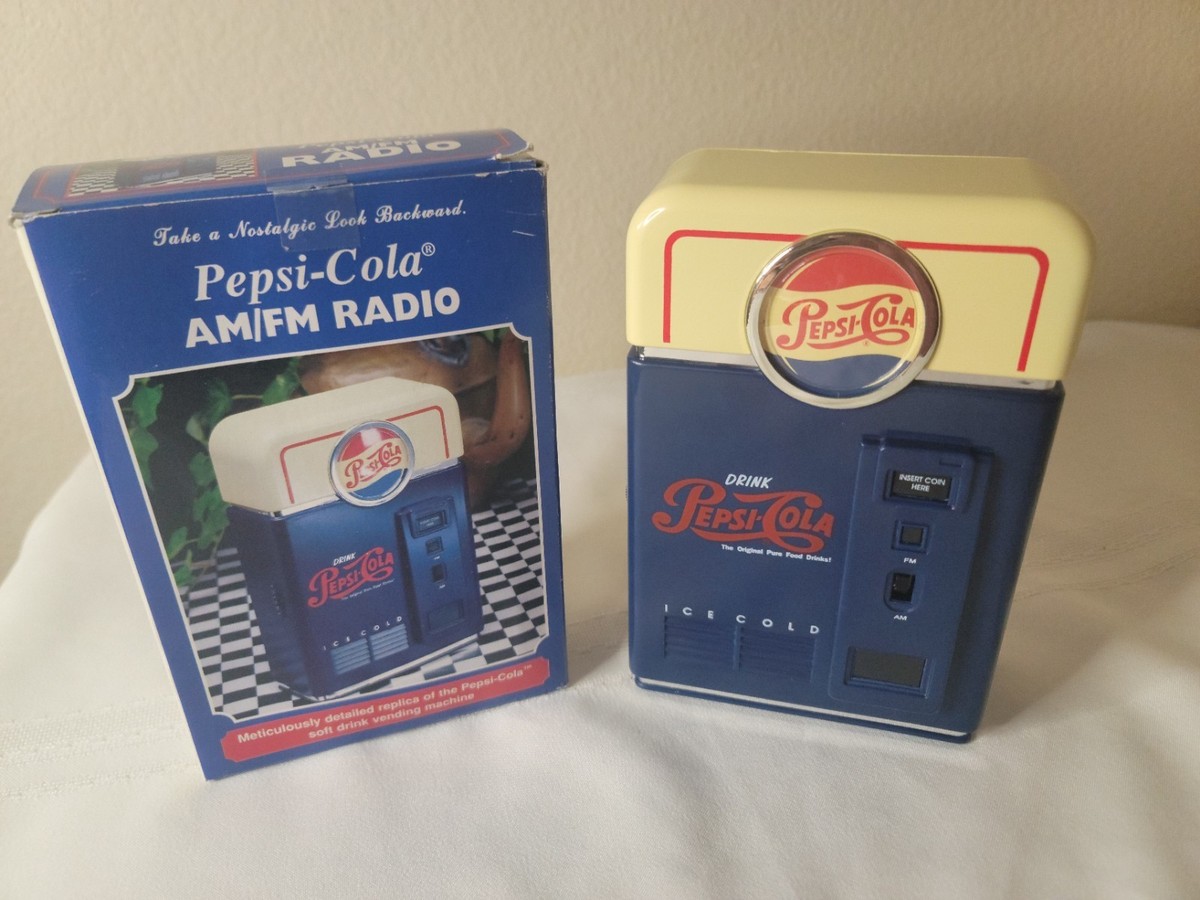 AM/FM
RADIO
Take a Nostalgic Look Backward.
Pepsi-Cola®
AM/FM RADIO
PEPSI-COLA
DRINK
PEPSI-COLA
ICE COLD
Meticulously detailed replica of the Pepsi-Cola™
soft drink vending machine
PEPSI-COLA
INSERT COIN
HERE
DRINK
PEPSI-COLA
The Original Pure Food Drinks!
FM
AM
ICE COLD